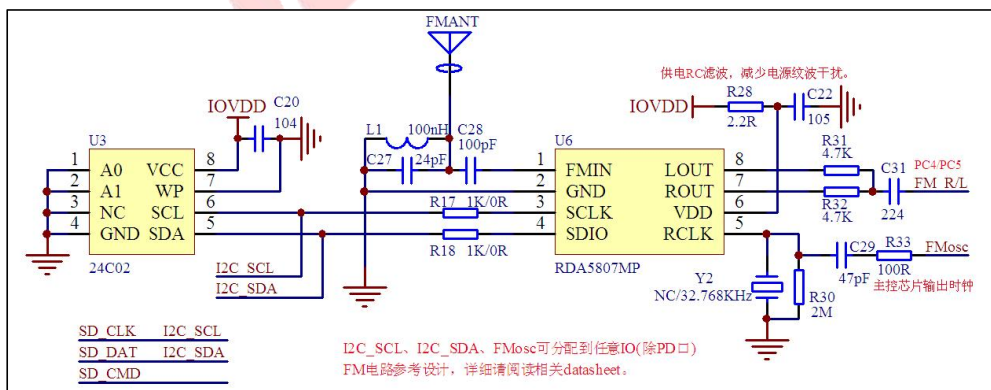 FMANT
供电RC滤波，减少电源纹波干扰。
IOVDD
C20
104
IOVDD
R28
2.2R
C22
105
U3
1 A0 VCC 8
2 A1 WP 7
3 NC SCL 6
4 GND SDA 5
24C02
L1 100nH
C28
100pF
C27 24pF
R17 1K/0R
R18 1K/0R
U6
1 FMIN LOUT 8
2 GND ROUT 7
3 SCLK VDD 6
4 SDIO RCLK 5
RDA5807MP
R31
4.7K
R32
4.7K
C31
224
PC4/PC5
FM R/L
I2C_SCL
I2C_SDA
Y2
NC/32.768KHz
R30
2M
C29
47pF
R33
100R
FMosc
主控芯片输出时钟
SD_CLK I2C_SCL
SD_DAT I2C_SDA
SD_CMD
I2C_SCL、I2C_SDA、FMosc可分配到任意IO(除PD口)
FM电路参考设计，详细请阅读相关datasheet。